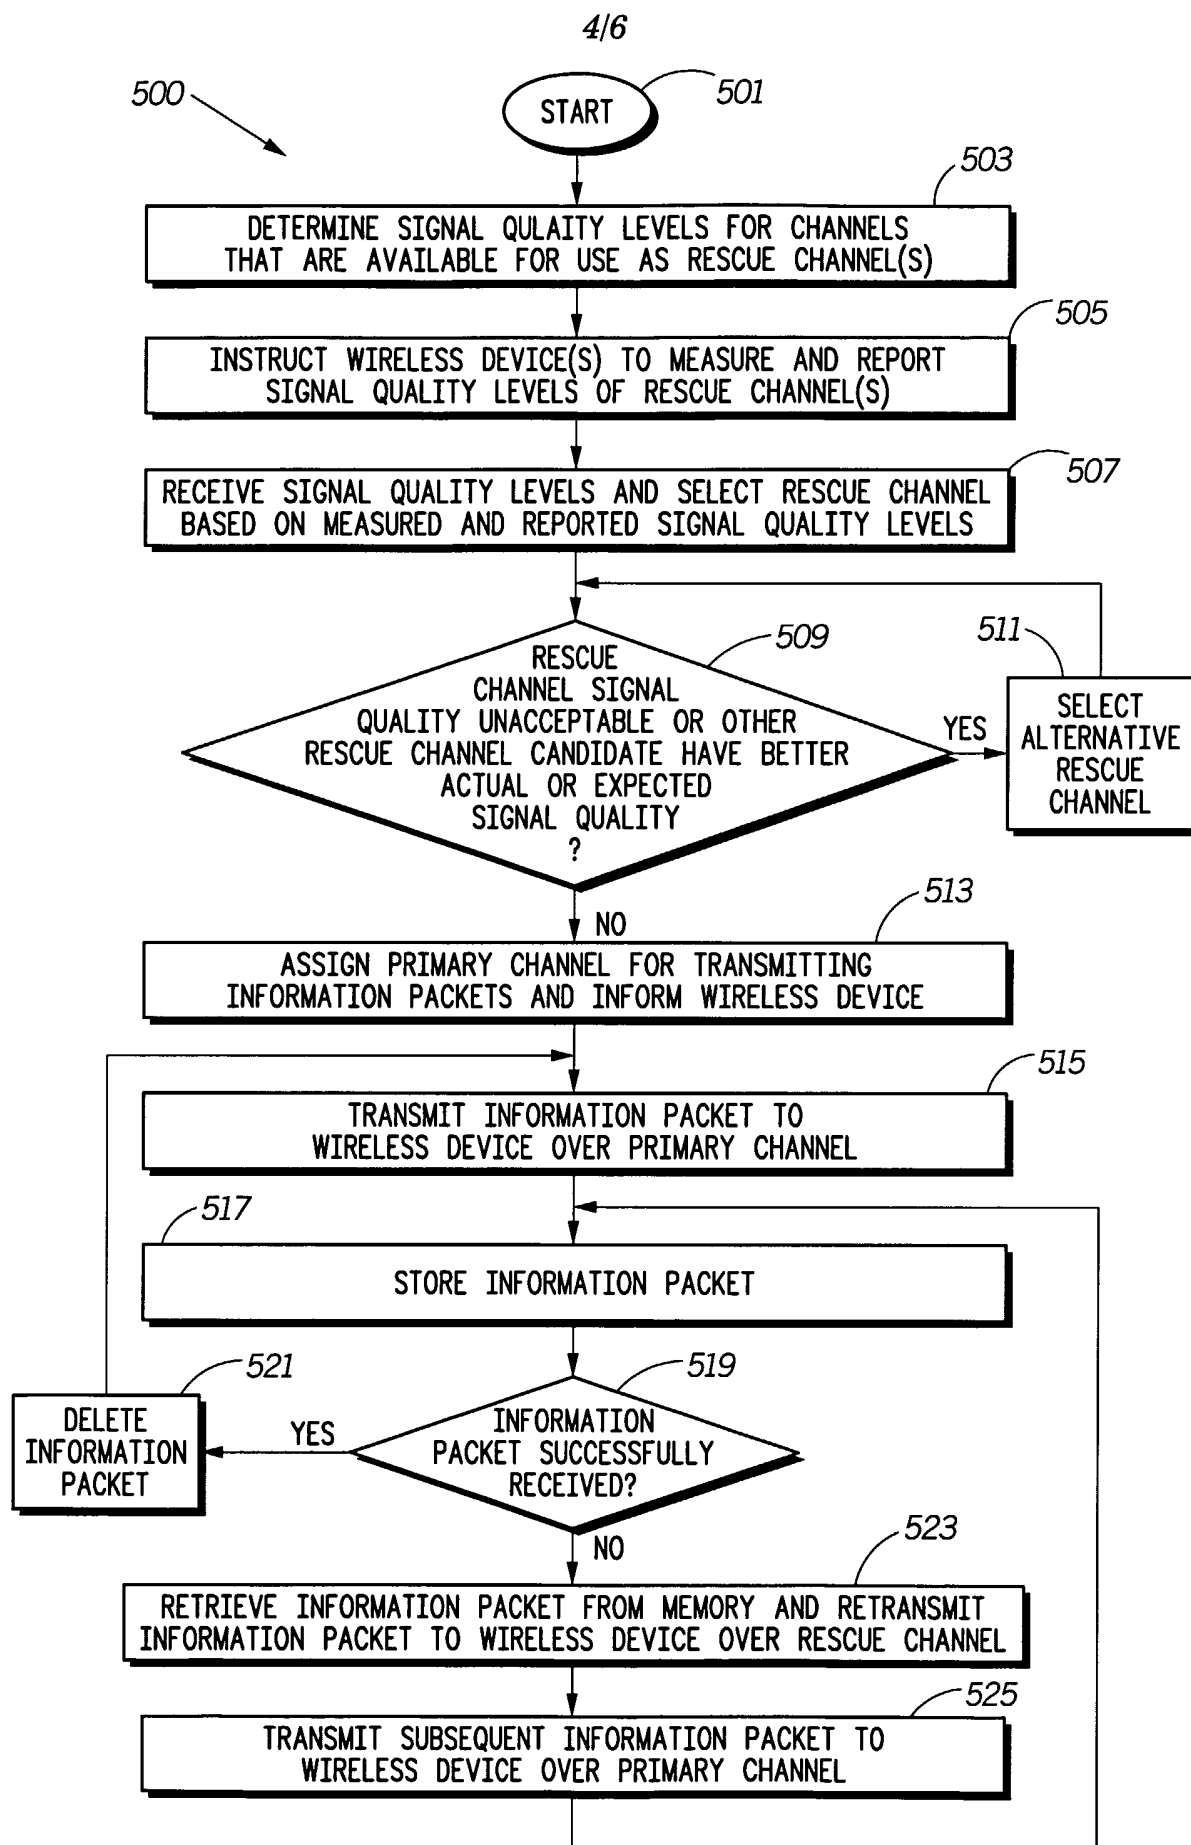 4/6
500
START
501
503
DETERMINE SIGNAL QULAITY LEVELS FOR CHANNELS
THAT ARE AVAILABLE FOR USE AS RESCUE CHANNEL(S)
505
INSTRUCT WIRELESS DEVICE(S) TO MEASURE AND REPORT
SIGNAL QUALITY LEVELS OF RESCUE CHANNEL(S)
507
RECEIVE SIGNAL QUALITY LEVELS AND SELECT RESCUE CHANNEL
BASED ON MEASURED AND REPORTED SIGNAL QUALITY LEVELS
509
RESCUE
CHANNEL SIGNAL
QUALITY UNACCEPTABLE OR OTHER
RESCUE CHANNEL CANDIDATE HAVE BETTER
ACTUAL OR EXPECTED
SIGNAL QUALITY
?
YES
511
SELECT
ALTERNATIVE
RESCUE
CHANNEL
NO
513
ASSIGN PRIMARY CHANNEL FOR TRANSMITTING
INFORMATION PACKETS AND INFORM WIRELESS DEVICE
515
TRANSMIT INFORMATION PACKET TO
WIRELESS DEVICE OVER PRIMARY CHANNEL
517
STORE INFORMATION PACKET
519
INFORMATION
PACKET SUCCESSFULLY
RECEIVED?
YES
521
DELETE
INFORMATION
PACKET
NO
523
RETRIEVE INFORMATION PACKET FROM MEMORY AND RETRANSMIT
INFORMATION PACKET TO WIRELESS DEVICE OVER RESCUE CHANNEL
525
TRANSMIT SUBSEQUENT INFORMATION PACKET TO
WIRELESS DEVICE OVER PRIMARY CHANNEL